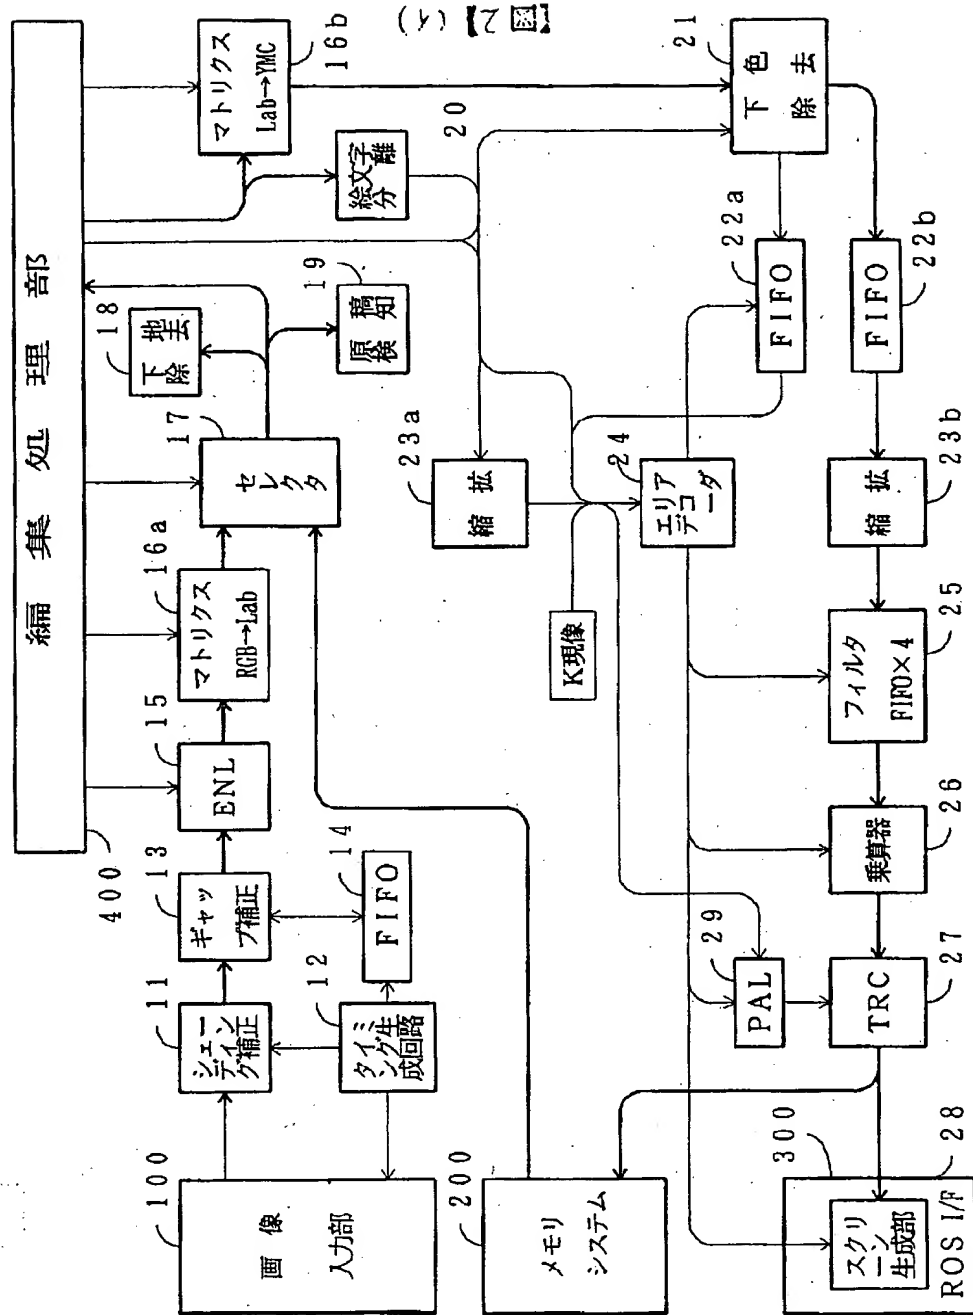 【図2】(イ)
編集処理部
400
画像
入力部
100
シェー
ディン
グ補正
11
タイミ
ング生
成回路
12
ギャッ
プ補正
13
FIFO
14
ENL
15
マトリクス
RGB→Lab
16a
セレ
クタ
17
下地
除去
18
原稿
検知
19
マトリクス
Lab→YMC
16b
絵文字
分離
20
下色
除去
21
FIFO
22a
FIFO
22b
縮拡
23a
エリア
デコ
ーダ
24
縮拡
23b
K現像
フィルタ
FIFO×4
25
乗算器
26
PAL
29
TRC
27
メモリ
システム
200
スクリ
ーン
生成部
300
ROS I/F
28